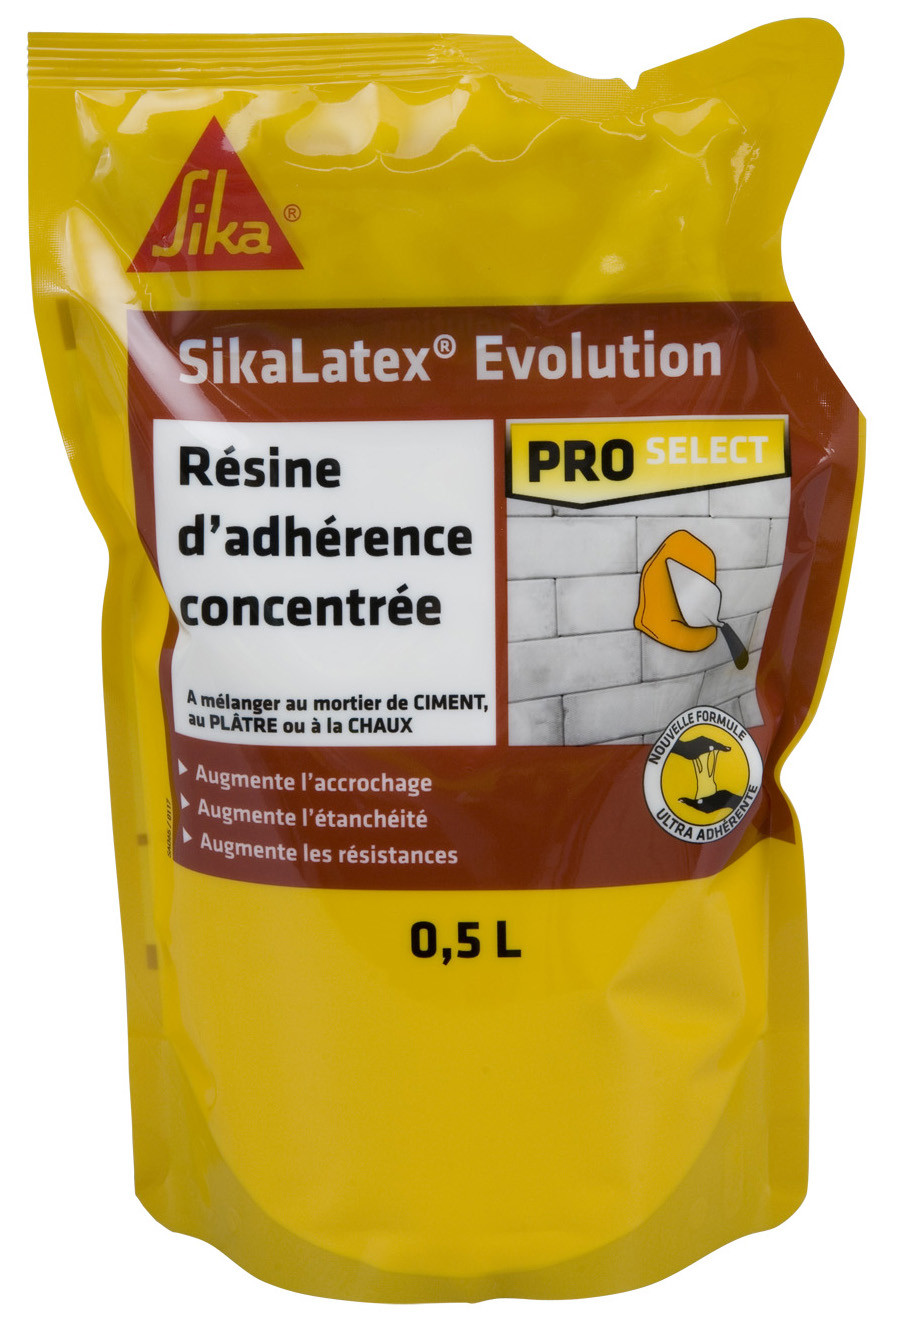 Sika®
SikaLatex® Evolution
Résine
d'adhérence
concentrée
A mélanger au mortier de CIMENT,
au PLÂTRE ou à la CHAUX
PRO SELECT
NOUVELLE FORMULE
ULTRA ADHÉRENTE
Augmente l'accrochage
Augmente l'étanchéité
Augmente les résistances
0,5 L